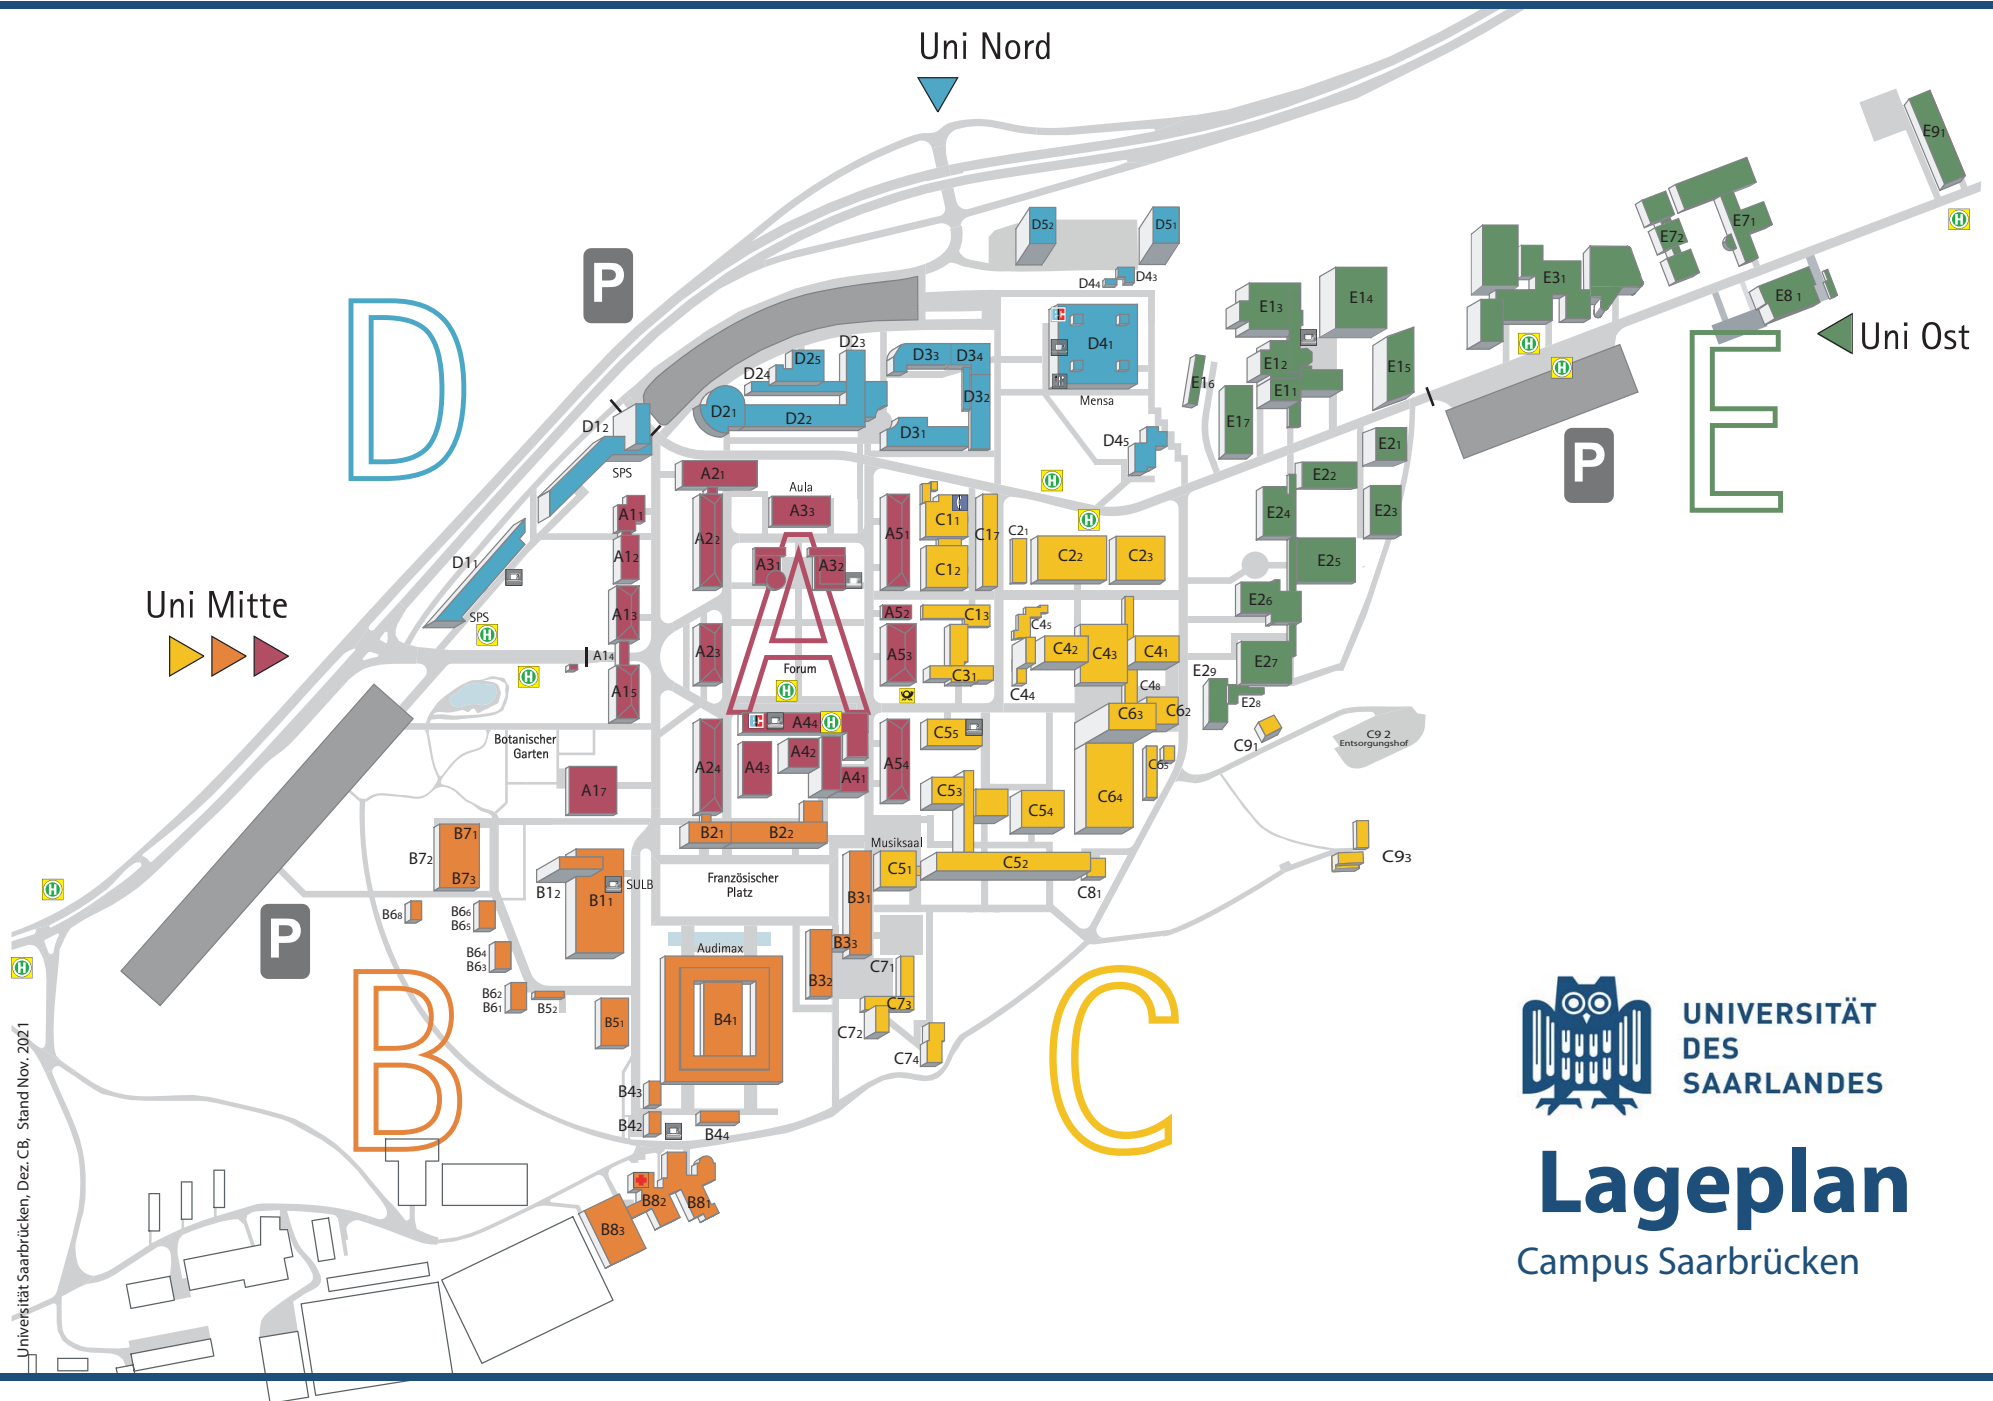 Uni Nord
E9₁
P
D5₂
D5₁
E7₁
E7₂
D4₄
D4₃
E3₁
E8 1
E1₃
E1₄
D
D4₁
Uni Ost
D2₃
D2₅
D3₃
D3₄
D2₄
E1₂
E1₅
E1₆
E1₁
D3₂
Mensa
D2₁
D2₂
D1₂
D3₁
E1₇
D4₅
E2₁
P
E
SPS
A2₁
Aula
E2₂
H
A1₁
A3₃
C1₁
C1₇
C2₁
E2₄
E2₃
A2₂
A5₁
A1₂
D1₁
A3₁
A3₂
C1₂
C2₂
C2₃
E2₅
Uni Mitte
SPS
A1₃
A5₂
C1₃
C4₅
E2₆
A1₄
A2₃
A
A5₃
C4₂
C4₃
C4₁
E2₇
Forum
C3₁
E2₉
A1₅
C4₄
C4₈
E2₈
A4₄
C6₃
C6₂
C5₅
C9₁
C9 2
Entsorgungshof
Botanischer
Garten
A4₂
A2₄
A4₃
A4₁
A5₄
C6₅
A1₇
C5₃
C5₄
C6₄
B7₁
B2₁
B2₂
Musiksaal
B7₂
C5₁
C5₂
C9₃
B7₃
B1₂
SULB
Französischer
Platz
C8₁
B1₁
B3₁
B6₈
B6₆
B6₅
Audimax
B3₃
B6₄
B6₃
P
C7₁
B3₂
B6₂
B6₁
B5₂
C7₃
B5₁
B4₁
C7₂
B
C
C7₄
B4₃
B4₂
B4₄
B8₂
B8₁
B8₃
UNIVERSITÄT
DES
SAARLANDES
Lageplan
Campus Saarbrücken
Universität Saarbrücken, Dez. CB, Stand Nov. 2021